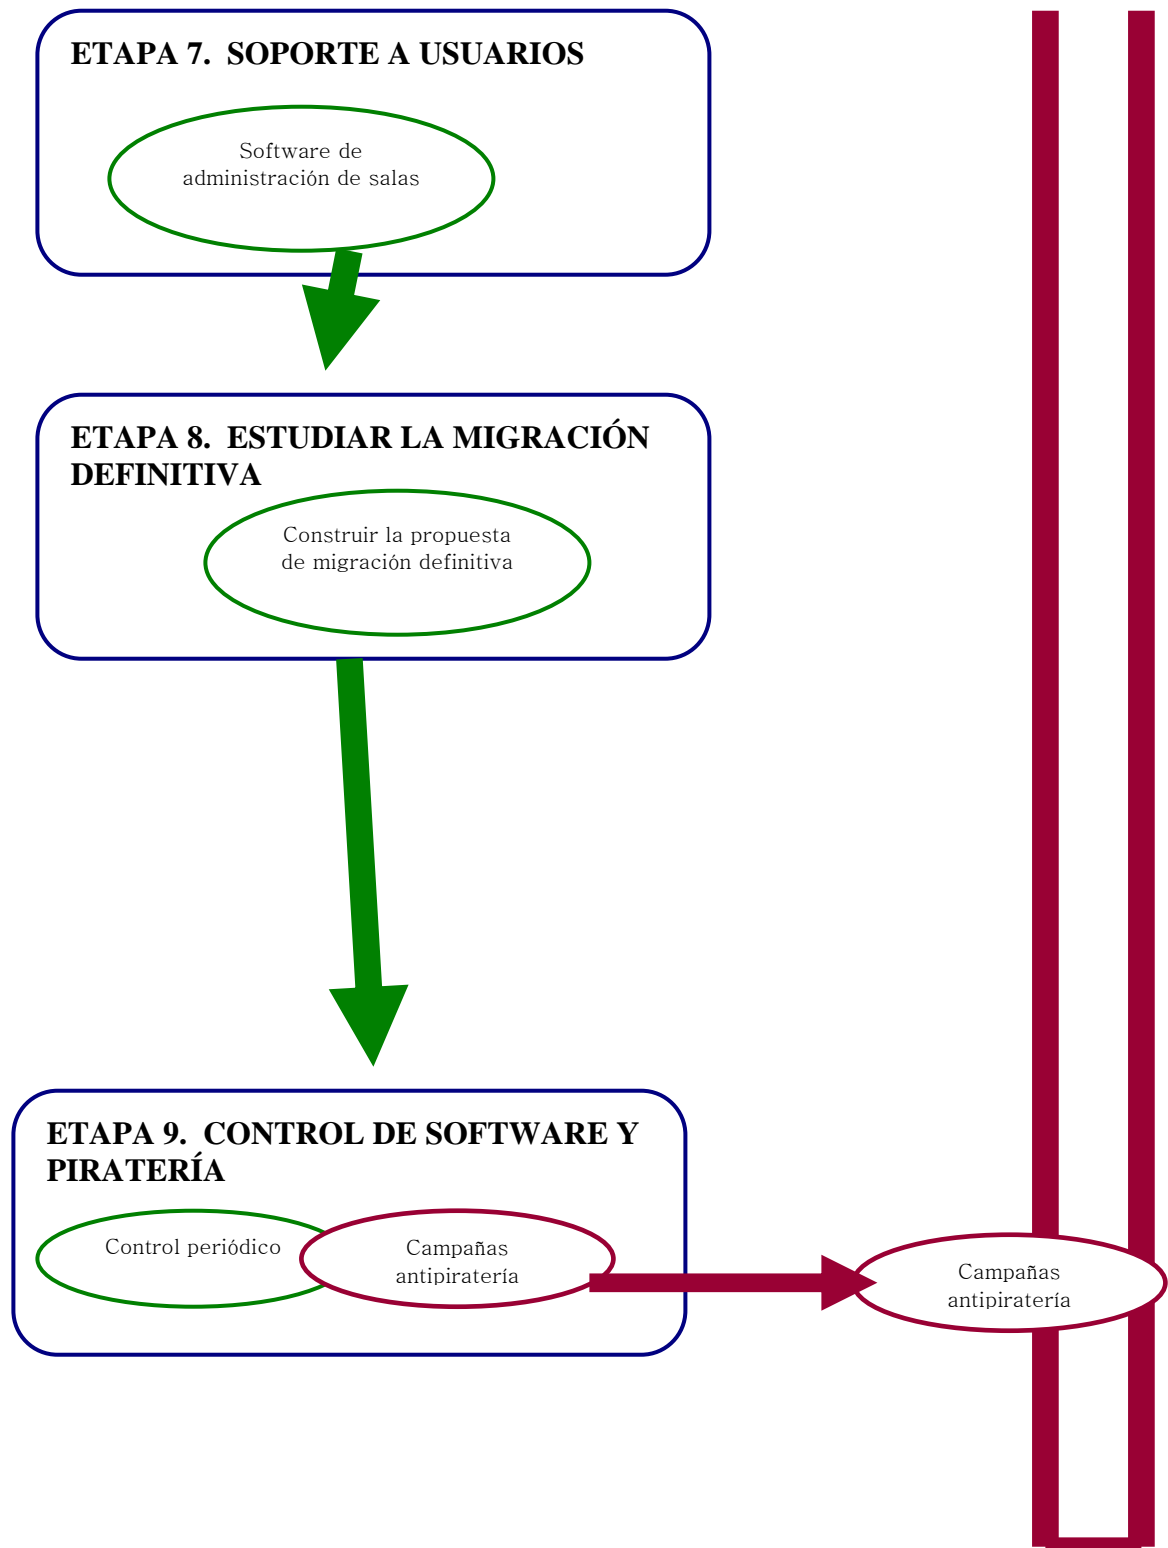 ETAPA 7.  SOPORTE A USUARIOS
Software de
administración de salas
ETAPA 8.  ESTUDIAR LA MIGRACIÓN
DEFINITIVA
Construir la propuesta
de migración definitiva
ETAPA 9.  CONTROL DE SOFTWARE Y
PIRATERÍA
Control periódico
Campañas
antipiratería
Campañas
antipiratería